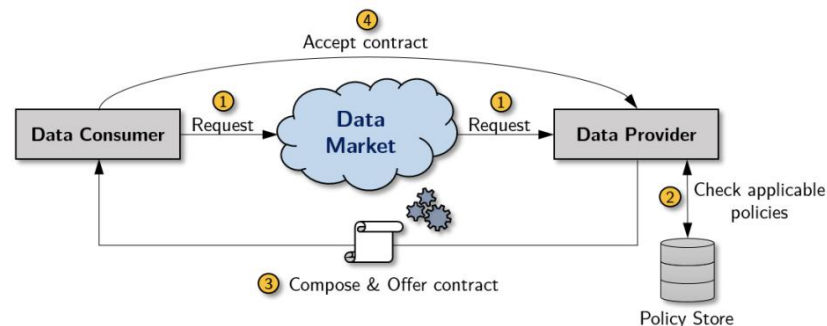 4
Accept contract
1
Request
1
Request
Data Consumer
Data
Market
Data Provider
2
Check applicable
policies
3 Compose & Offer contract
Policy Store